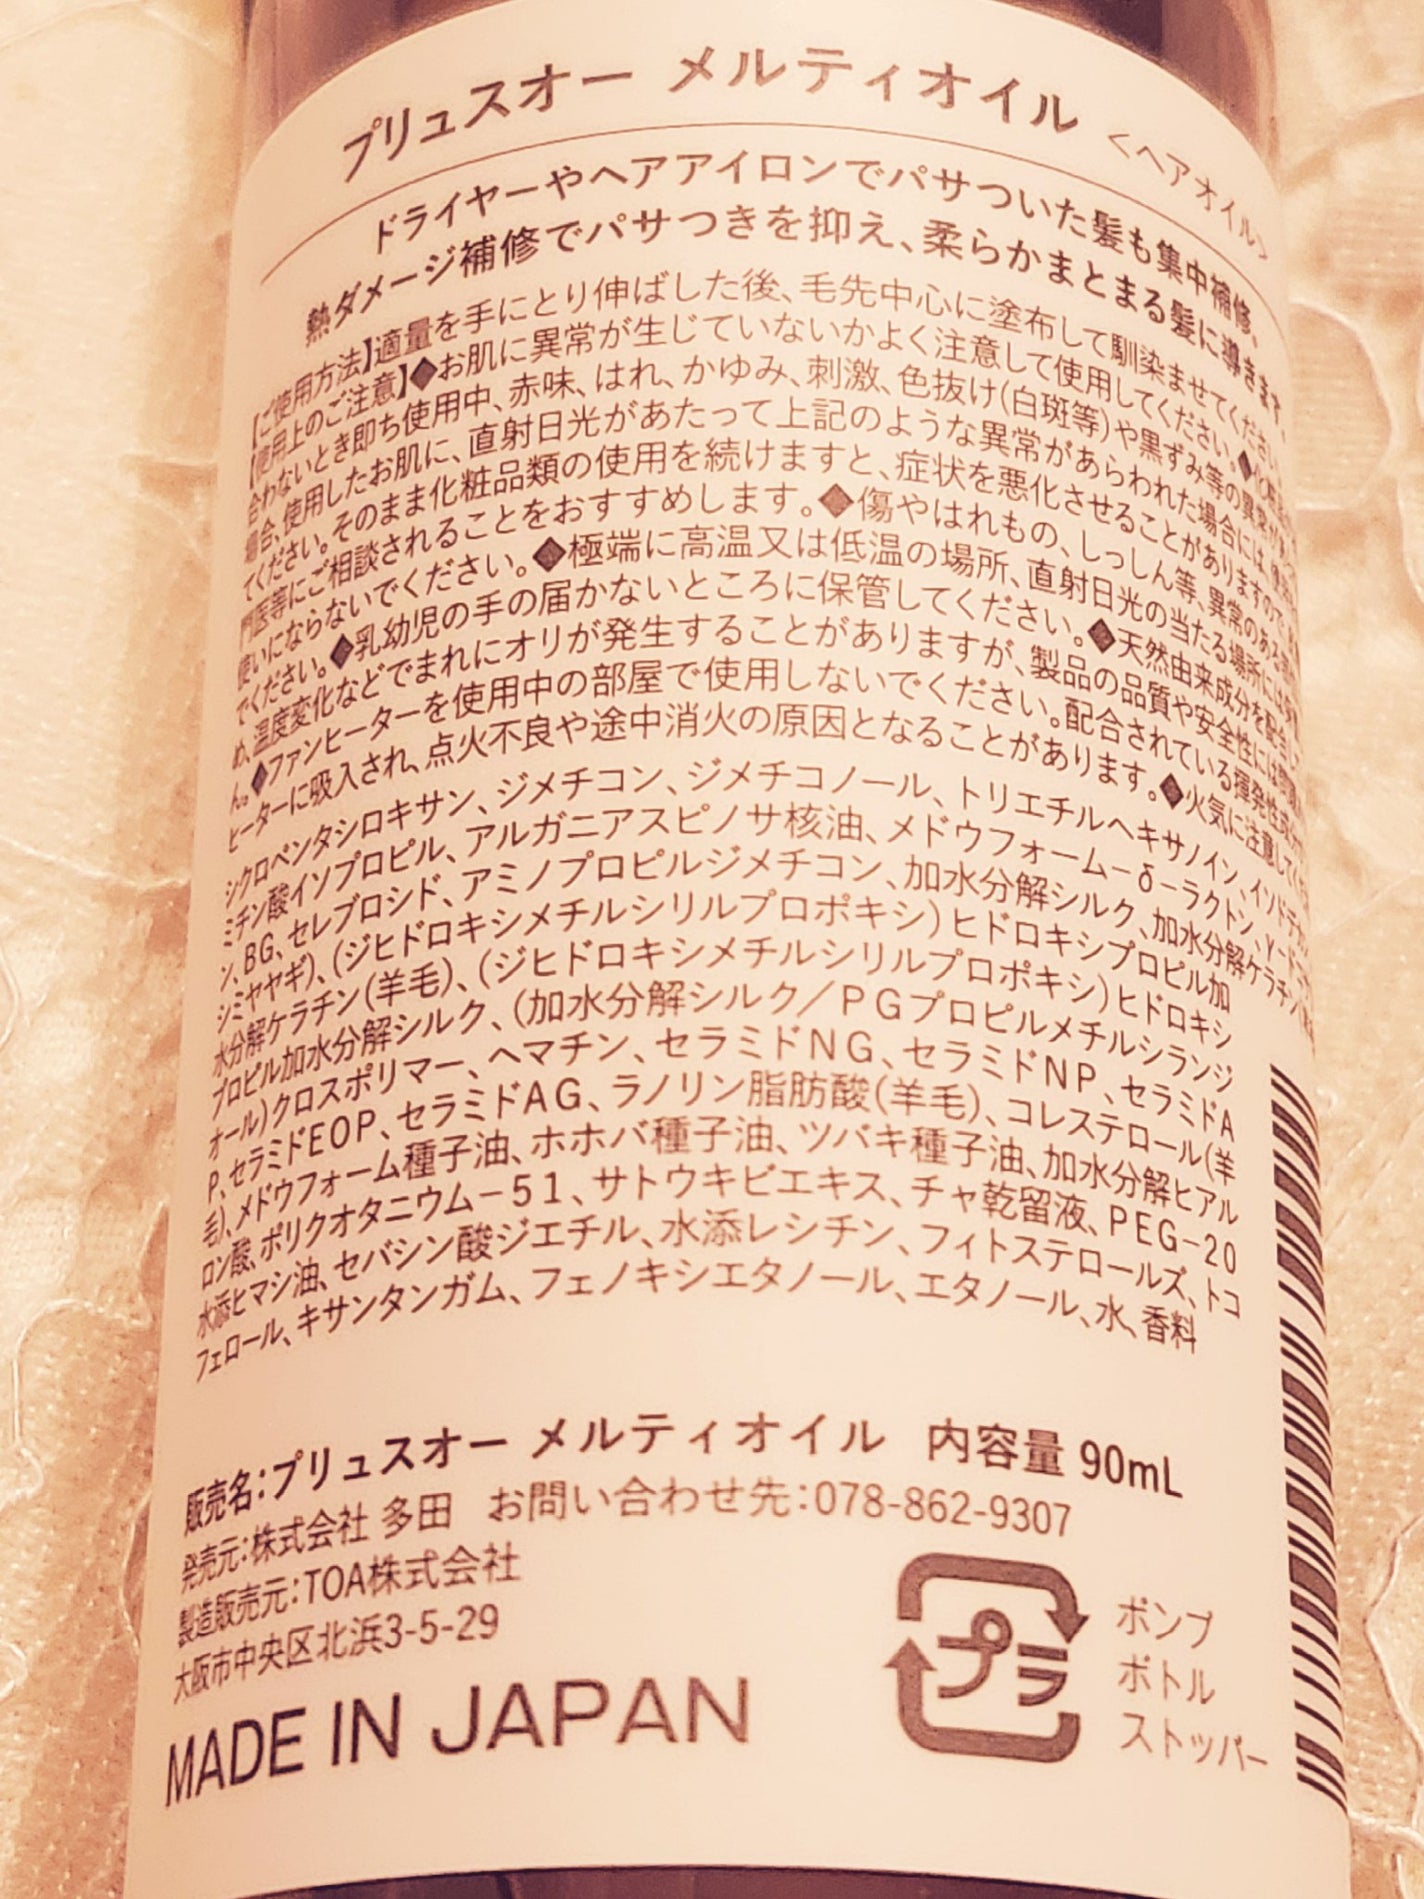 プリュスオー メルティオイル <ヘアオイル>
ドライヤーやヘアアイロンでパサついた髪も集中補修。
熱ダメージ補修でパサつきを抑え、柔らかまとまる髪に導きます。
【ご使用方法】適量を手にとり伸ばした後、毛先中心に塗布して馴染ませてください。
【使用上のご注意】◆お肌に異常が生じていないかよく注意して使用してください。◆化粧品が
合わないとき即ち使用中、赤味、はれ、かゆみ、刺激、色抜け(白斑等)や黒ずみ等の異常が
場合、使用したお肌に、直射日光があたって上記のような異常があらわれた場合には、使用
てください。そのまま化粧品類の使用を続けますと、症状を悪化させることがありますので、
門医等にご相談されることをおすすめします。◆傷やはれもの、しっしん等、異常のある
使いにならないでください。◆極端に高温又は低温の場所、直射日光の当たる場所には
でください。◆乳幼児の手の届かないところに保管してください。◆天然由来成分を配合し
め、温度変化などでまれにオリが発生することがありますが、製品の品質や安全性には
ん。◆ファンヒーターを使用中の部屋で使用しないでください。配合されている揮発性成分が
ヒーターに吸入され、点火不良や途中消火の原因となることがあります。◆火気に注意して
シクロペンタシロキサン、ジメチコン、ジメチコノール、トリエチルヘキサノイン、イソドデカン
ミチン酸イソプロピル、アルガニアスピノサ核油、メドウフォーム－δ－ラクトン、γ－ドコ
ン、BG、セレブロシド、アミノプロピルジメチコン、加水分解シルク、加水分解ケラチン
シミヤヤギ)、(ジヒドロキシメチルシリルプロポキシ)ヒドロキシプロピル加
水分解ケラチン(羊毛)、(ジヒドロキシメチルシリルプロポキシ)ヒドロキシ
プロピル加水分解シルク、(加水分解シルク／PGプロピルメチルシランジ
オール)クロスポリマー、ヘマチン、セラミドNG、セラミドNP、セラミドA
P、セラミドEOP、セラミドAG、ラノリン脂肪酸(羊毛)、コレステロール(羊
毛)、メドウフォーム種子油、ホホバ種子油、ツバキ種子油、加水分解ヒアル
ロン酸、ポリクオタニウム－51、サトウキビエキス、チャ乾留液、PEG－20
水添ヒマシ油、セバシン酸ジエチル、水添レシチン、フィトステロールズ、トコ
フェロール、キサンタンガム、フェノキシエタノール、エタノール、水、香料
販売名：プリュスオー メルティオイル 内容量 90mL
発売元：株式会社 多田 お問い合わせ先：078-862-9307
製造販売元：TOA株式会社
大阪市中央区北浜3-5-29
MADE IN JAPAN
プラ
ポンプ
ボトル
ストッパー